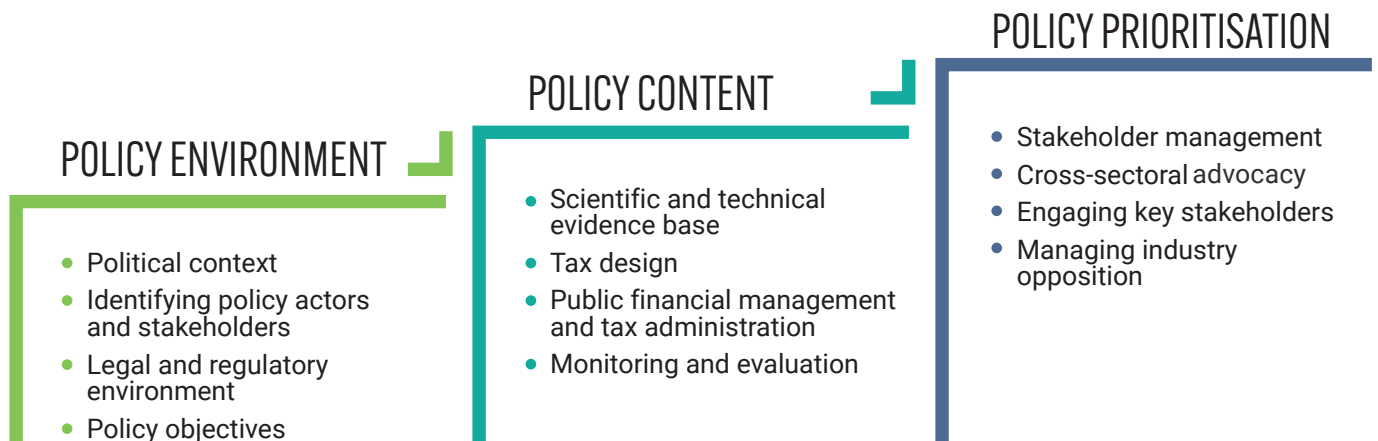 POLICY ENVIRONMENT
Political context
Identifying policy actors
and stakeholders
Legal and regulatory
environment
Policy objectives
POLICY CONTENT
Scientific and technical
evidence base
Tax design
Public financial management
and tax administration
Monitoring and evaluation
POLICY PRIORITISATION
Stakeholder management
Cross-sectoral advocacy
Engaging key stakeholders
Managing industry
opposition